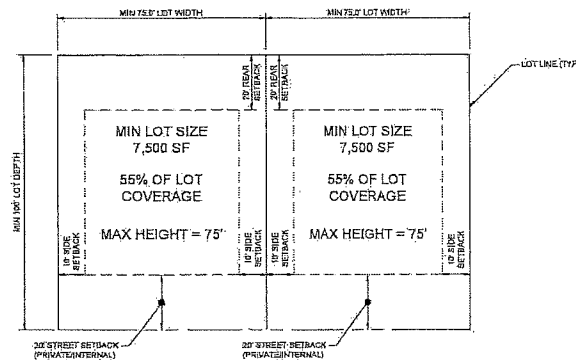 MIN 75.0' LOT WIDTH
MIN 75.0' LOT WIDTH
LOT LINE (TYP
MIN 100' LOT DEPTH
20' REAR
SETBACK
20' REAR
SETBACK
MIN LOT SIZE
7,500 SF
55% OF LOT
COVERAGE
MAX HEIGHT = 75'
MIN LOT SIZE
7,500 SF
55% OF LOT
COVERAGE
MAX HEIGHT = 75'
10' SIDE
SETBACK
10' SIDE
SETBACK
10' SIDE
SETBACK
10' SIDE
SETBACK
20' STREET SETBACK
(PRIVATE/INTERNAL)
20' STREET SETBACK
(PRIVATE/INTERNAL)